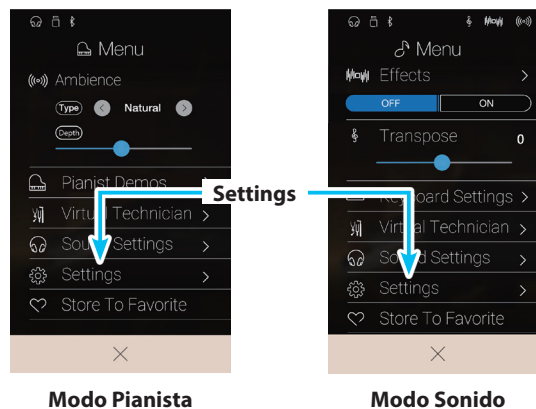 Menu
Ambience
Type Natural
Depth
Pianist Demos
Virtual Technician
Sound Settings
Settings
Store To Favorite
Modo Pianista
Settings
Menu
Effects
OFF ON
Transpose 0
Keyboard Settings
Virtual Technician
Sound Settings
Settings
Store To Favorite
Modo Sonido